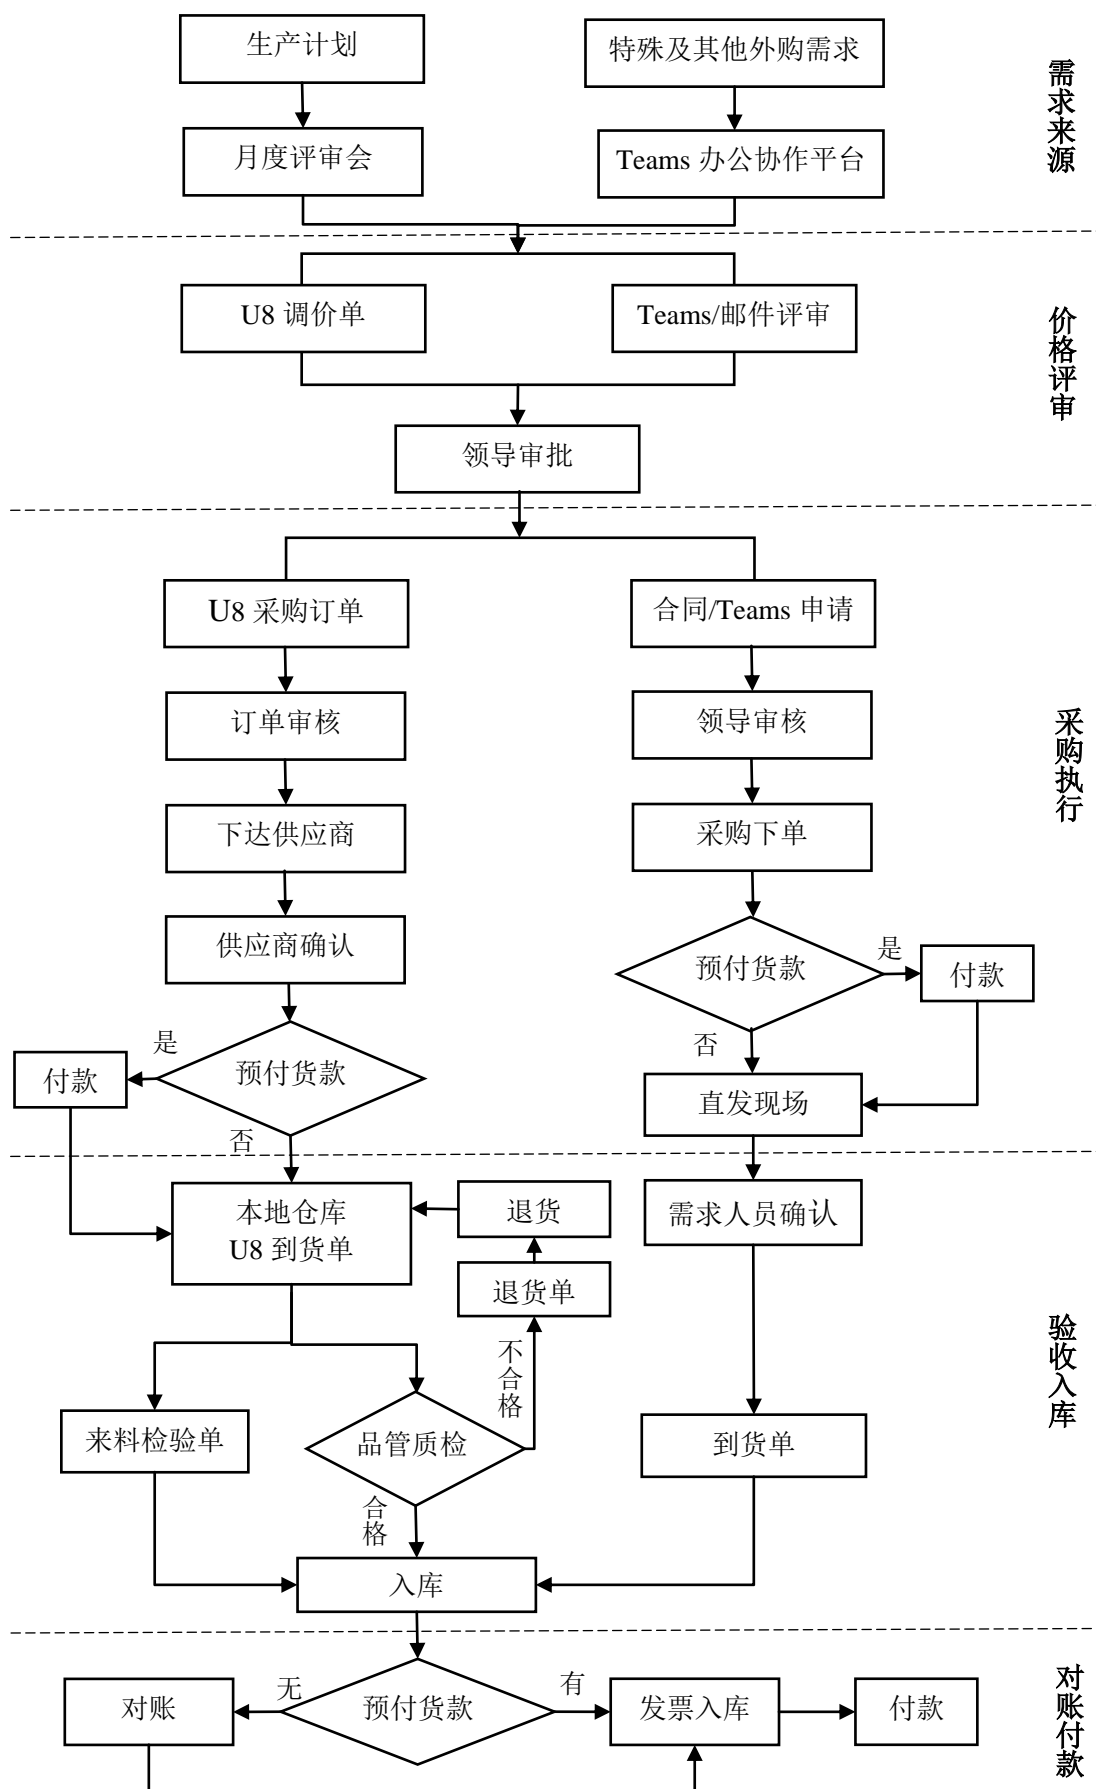 生产计划
特殊及其他外购需求
需求来源
月度评审会
Teams 办公协作平台
U8 调价单
Teams/邮件评审
价格评审
领导审批
U8 采购订单
合同/Teams 申请
订单审核
领导审核
采购执行
下达供应商
采购下单
供应商确认
预付货款
是
付款
否
是
付款
预付货款
直发现场
否
本地仓库
U8 到货单
退货
需求人员确认
退货单
不合格
验收入库
来料检验单
品管质检
到货单
合格
入库
对账
无
预付货款
有
发票入库
付款
对账付款